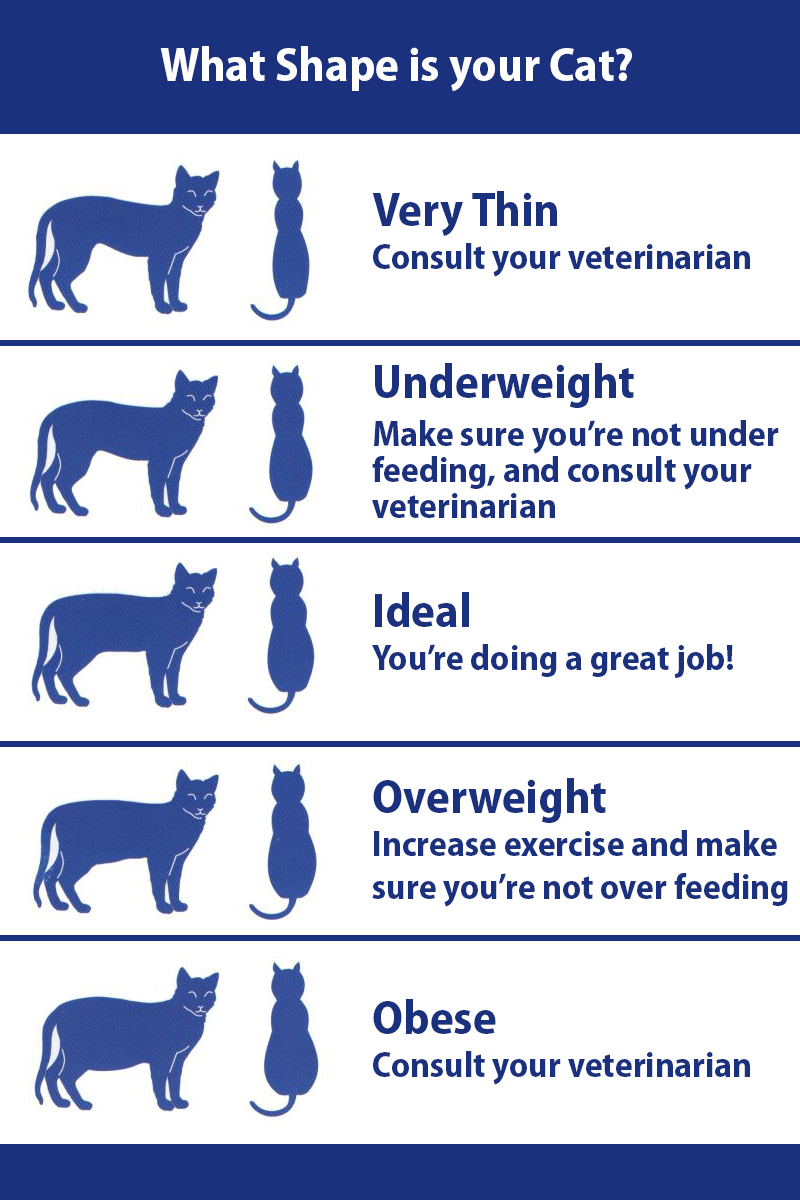 What Shape is your Cat?
Very Thin
Consult your veterinarian
Underweight
Make sure you’re not under
feeding, and consult your
veterinarian
Ideal
You’re doing a great job!
Overweight
Increase exercise and make
sure you’re not over feeding
Obese
Consult your veterinarian